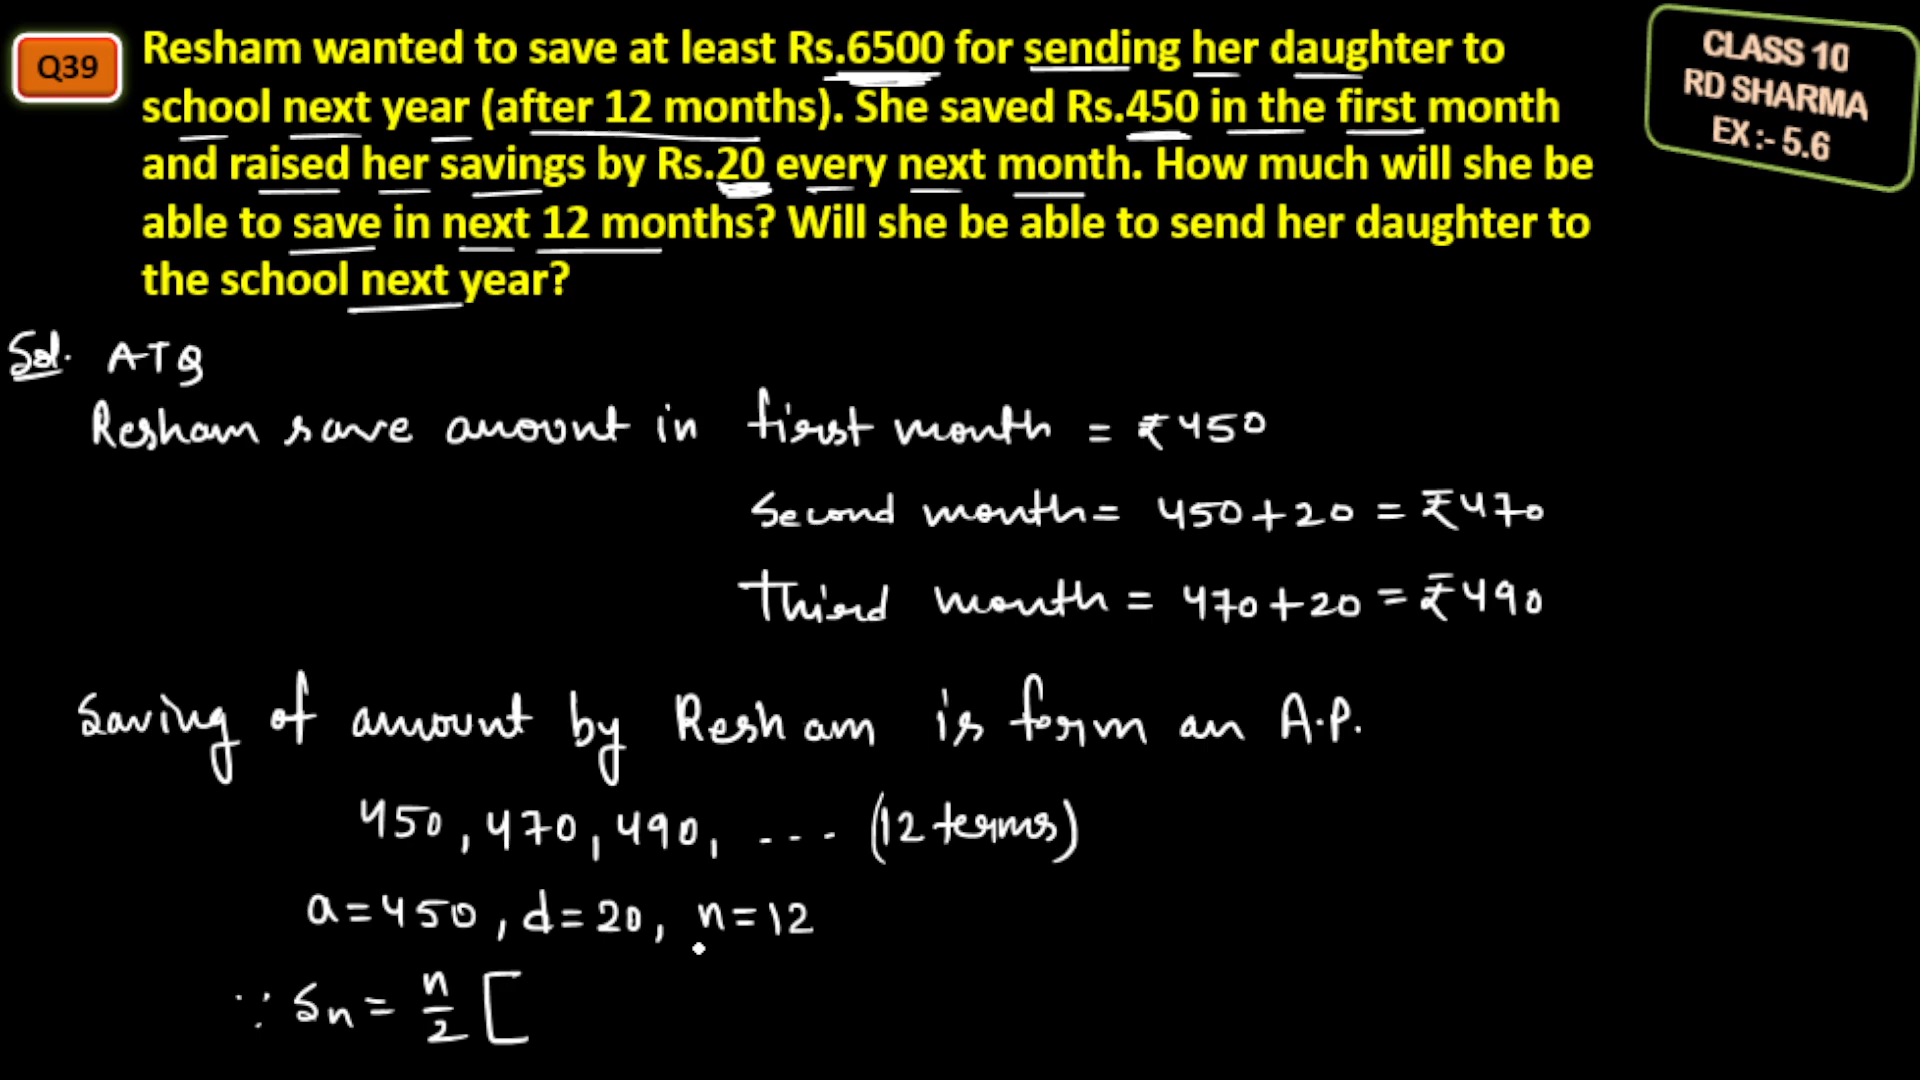 Q39
Resham wanted to save at least Rs.6500 for sending her daughter to
school next year (after 12 months). She saved Rs.450 in the first month
and raised her savings by Rs.20 every next month. How much will she be
able to save in next 12 months? Will she be able to send her daughter to
the school next year?
CLASS 10
RD SHARMA
EX :- 5.6
Sol. ATQ
Resham save amount in first month = ₹450
Second month = 450+20 = ₹470
Third month = 470+20 = ₹490
Saving of amount by Resham is form an A.P.
450, 470, 490, ... (12 terms)
a=450, d=20, n=12
∵ Sn = n/2 [